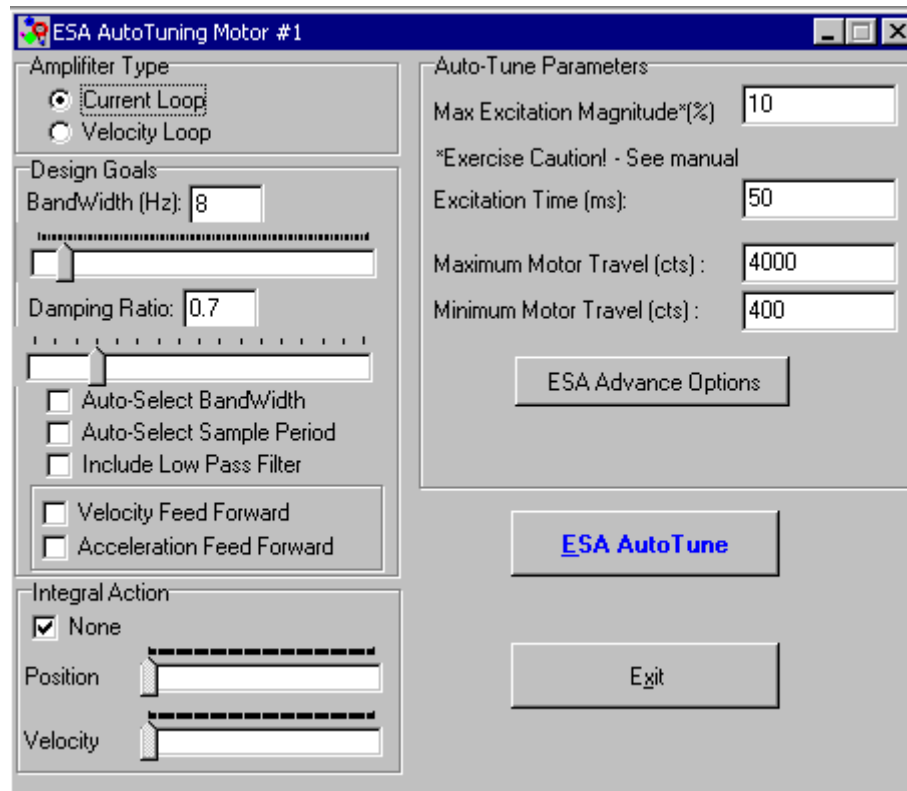 ESA AutoTuning Motor #1
Amplifiter Type
Current Loop
Velocity Loop
Design Goals
BandWidth (Hz): 8
Damping Ratio: 0.7
Auto-Select BandWidth
Auto-Select Sample Period
Include Low Pass Filter
Velocity Feed Forward
Acceleration Feed Forward
Integral Action
None
Position
Velocity
Auto-Tune Parameters
Max Excitation Magnitude*(%) 10
*Exercise Caution! - See manual
Excitation Time (ms): 50
Maximum Motor Travel (cts) : 4000
Minimum Motor Travel (cts) : 400
ESA Advance Options
ESA AutoTune
Exit